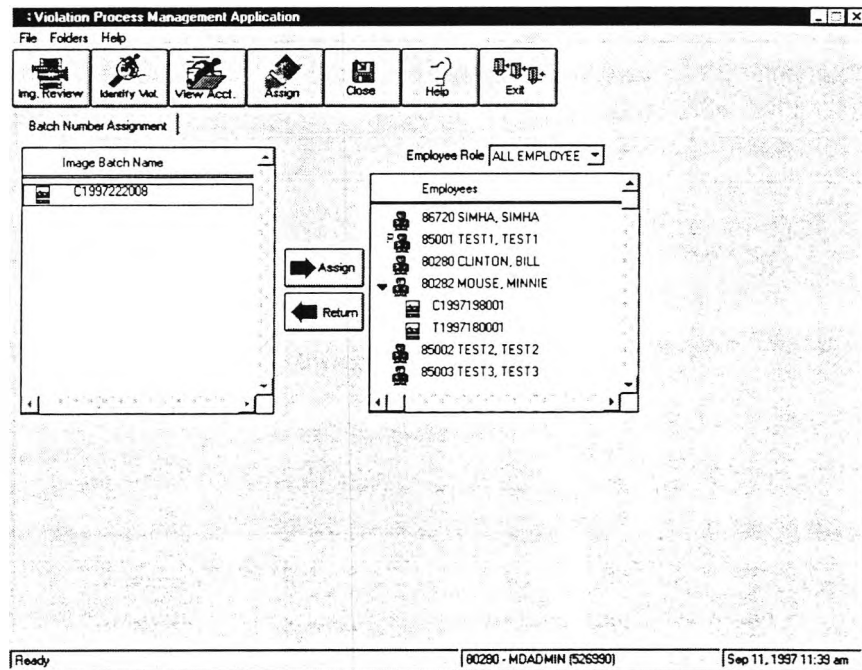 : Violation Process Management Application
File Folders Help
Img. Review Identify Viol. View Acct. Assign Close Help Exit
Batch Number Assignment
Image Batch Name
C1997222008
Employee Role ALL EMPLOYEE
Employees
86720 SIMHA, SIMHA
P 85001 TEST1, TEST1
80280 CLINTON, BILL
80282 MOUSE, MINNIE
C1997198001
T1997180001
85002 TEST2, TEST2
85003 TEST3, TEST3
Assign
Return
Ready 80280 - MDADMIN (526990) Sep 11, 1997 11:39 am